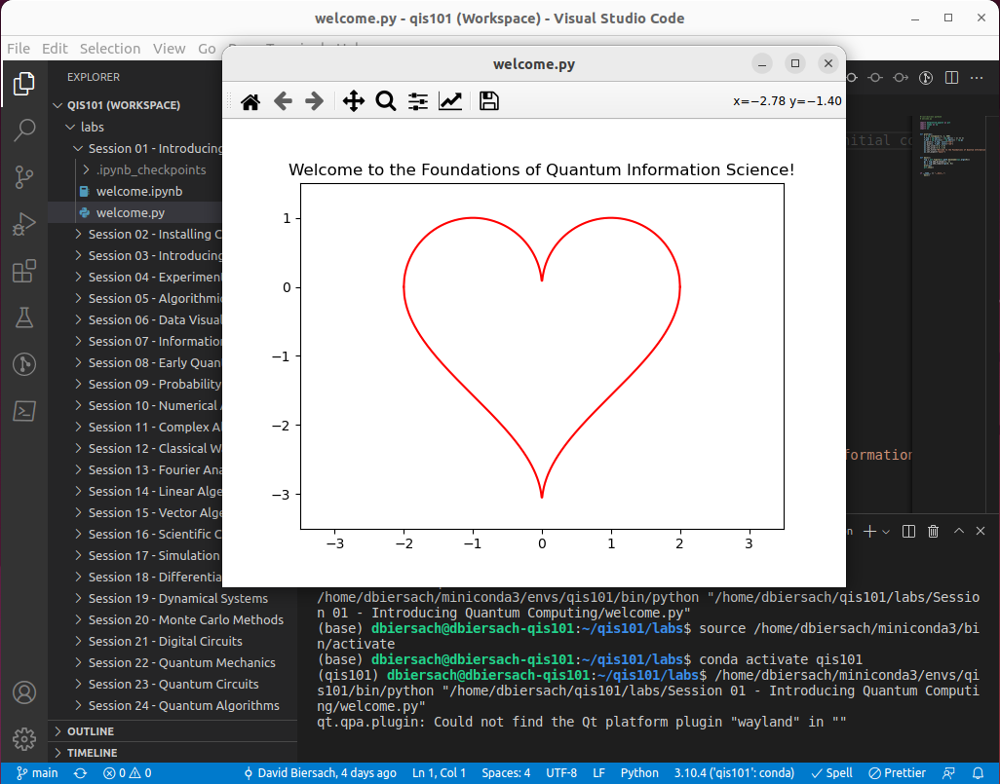 welcome.py - qis101 (Workspace) - Visual Studio Code
File Edit Selection View Go
welcome.py
x=−2.78 y=−1.40
EXPLORER
QIS101 (WORKSPACE)
labs
Session 01 - Introducing
.ipynb_checkpoints
welcome.ipynb
welcome.py
Session 02 - Installing C
Session 03 - Introducing
Session 04 - Experiment
Session 05 - Algorithmi
Session 06 - Data Visual
Session 07 - Information
Session 08 - Early Quan
Session 09 - Probability
Session 10 - Numerical
Session 11 - Complex Al
Session 12 - Classical W
Session 13 - Fourier Ana
Session 14 - Linear Alge
Session 15 - Vector Alge
Session 16 - Scientific C
Session 17 - Simulation
Session 18 - Differentia
Session 19 - Dynamical Systems
Session 20 - Monte Carlo Methods
Session 21 - Digital Circuits
Session 22 - Quantum Mechanics
Session 23 - Quantum Circuits
Session 24 - Quantum Algorithms
OUTLINE
TIMELINE
Welcome to the Foundations of Quantum Information Science!
1
0
−1
−2
−3
−3 −2 −1 0 1 2 3
nitial co
formation
n
/home/dbiersach/miniconda3/envs/qis101/bin/python "/home/dbiersach/qis101/labs/Sessio
n 01 - Introducing Quantum Computing/welcome.py"
(base) dbiersach@dbiersach-qis101:~/qis101/labs$ source /home/dbiersach/miniconda3/bi
n/activate
(base) dbiersach@dbiersach-qis101:~/qis101/labs$ conda activate qis101
(qis101) dbiersach@dbiersach-qis101:~/qis101/labs$ /home/dbiersach/miniconda3/envs/qi
s101/bin/python "/home/dbiersach/qis101/labs/Session 01 - Introducing Quantum Computi
ng/welcome.py"
qt.qpa.plugin: Could not find the Qt platform plugin "wayland" in ""
main 0 0 David Biersach, 4 days ago Ln 1, Col 1 Spaces: 4 UTF-8 LF Python 3.10.4 ('qis101': conda) Spell Prettier